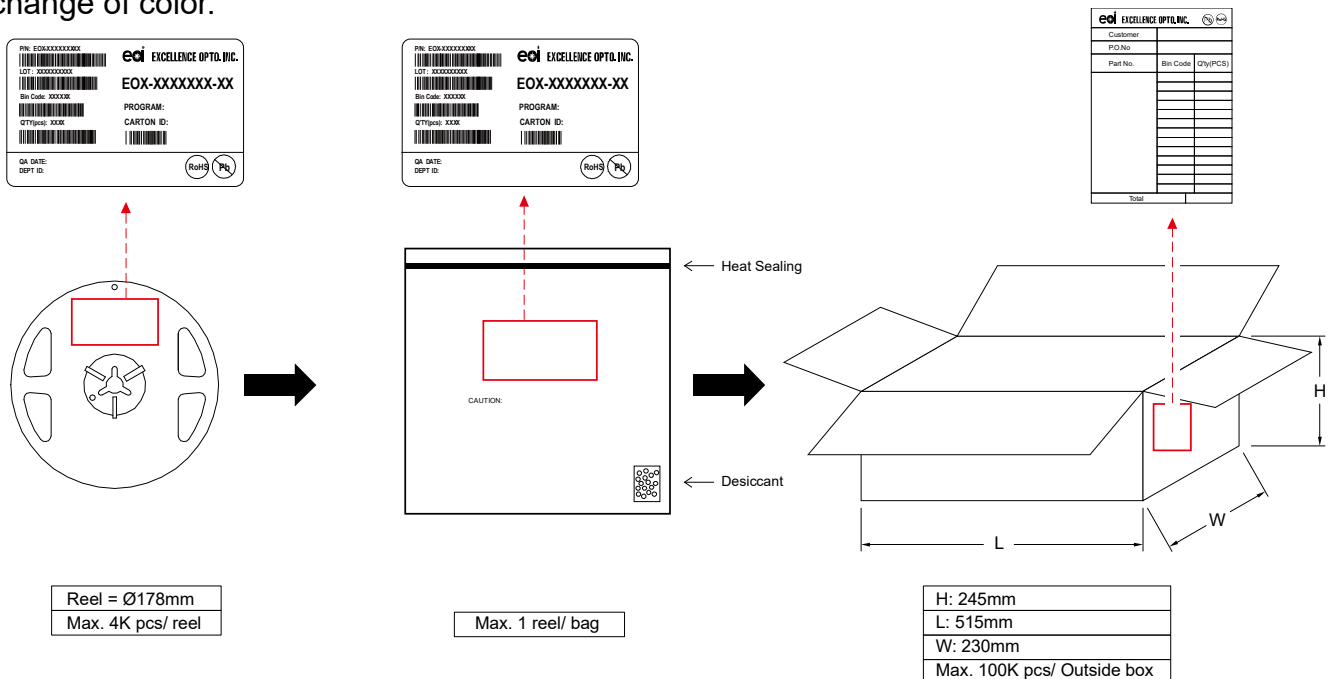 change of color.
P/N: EOX-XXXXXXXXX
LOT : XXXXXXXXXX
Bin Code: XXXXXX
Q'TY(pcs): XXXX
QA DATE:
DEPT ID:
eoi EXCELLENCE OPTO. INC.
EOX-XXXXXXX-XX
PROGRAM:
CARTON ID:
RoHS Pb
P/N: EOX-XXXXXXXXX
LOT : XXXXXXXXXX
Bin Code: XXXXXX
Q'TY(pcs): XXXX
QA DATE:
DEPT ID:
eoi EXCELLENCE OPTO. INC.
EOX-XXXXXXX-XX
PROGRAM:
CARTON ID:
RoHS Pb
eoi EXCELLENCE OPTO. INC.
Customer
P.O.No
Part No. Bin Code Q'ty(PCS)
Total
Heat Sealing
CAUTION:
Desiccant
H
W
L
Reel = Ø178mm
Max. 4K pcs/ reel
Max. 1 reel/ bag
H: 245mm
L: 515mm
W: 230mm
Max. 100K pcs/ Outside box